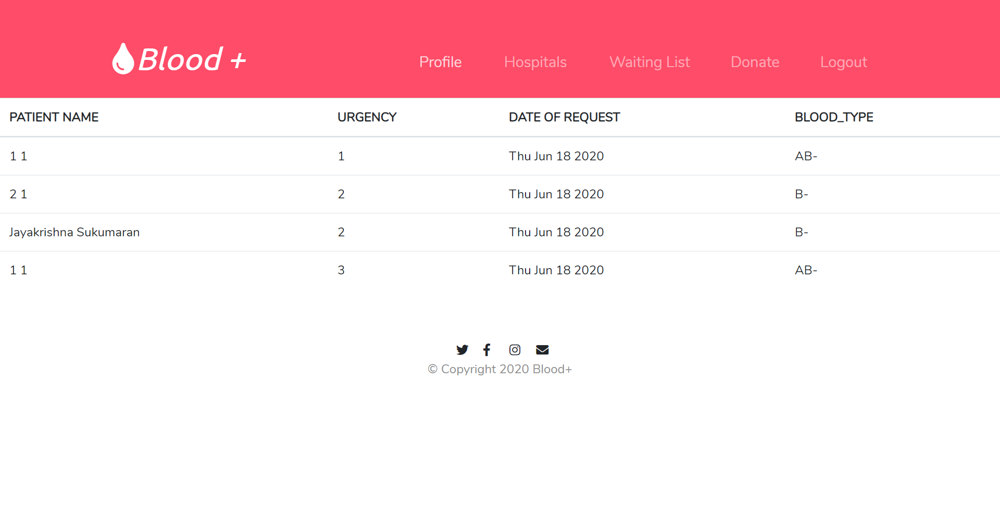 Blood +
Profile Hospitals Waiting List Donate Logout
PATIENT NAME URGENCY DATE OF REQUEST BLOOD_TYPE
1 1 1 Thu Jun 18 2020 AB-
2 1 2 Thu Jun 18 2020 B-
Jayakrishna Sukumaran 2 Thu Jun 18 2020 B-
1 1 3 Thu Jun 18 2020 AB-
© Copyright 2020 Blood+